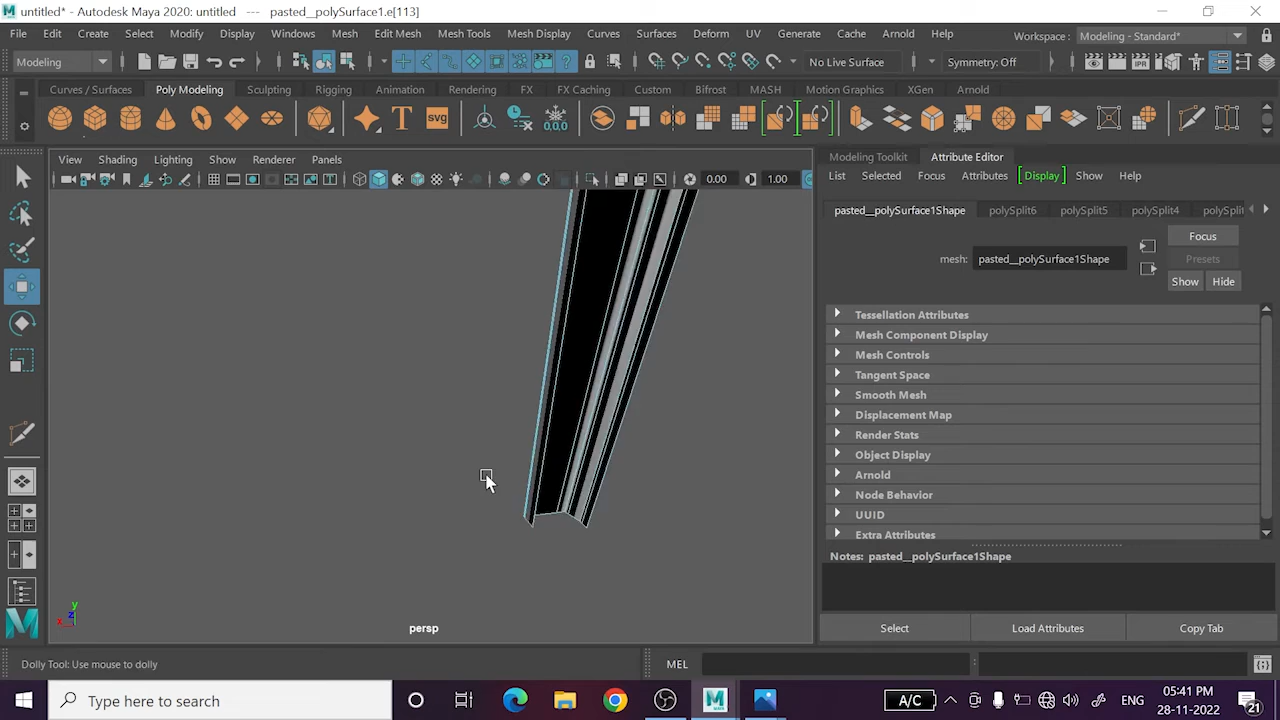 untitled* - Autodesk Maya 2020: untitled --- pasted__polySurface1.e[113]
File Edit Create Select Modify Display Windows Mesh Edit Mesh Mesh Tools Mesh Display Curves Surfaces Deform UV Generate Cache Arnold Help Workspace: Modeling - Standard*
Modeling No Live Surface Symmetry: Off
Curves / Surfaces Poly Modeling Sculpting Rigging Animation Rendering FX FX Caching Custom Bifrost MASH Motion Graphics XGen Arnold
T svg 0,0,0
View Shading Lighting Show Renderer Panels
0.00 1.00
Modeling Toolkit Attribute Editor
List Selected Focus Attributes Display Show Help
pasted__polySurface1Shape polySplit6 polySplit5 polySplit4 polySplit
Focus
mesh: pasted__polySurface1Shape
Presets
Show Hide
Tessellation Attributes
Mesh Component Display
Mesh Controls
Tangent Space
Smooth Mesh
Displacement Map
Render Stats
Object Display
Arnold
Node Behavior
UUID
Extra Attributes
Notes: pasted__polySurface1Shape
Select Load Attributes Copy Tab
y
z
x
persp
Dolly Tool: Use mouse to dolly
MEL
Type here to search
A/C
ENG
05:41 PM
28-11-2022
21